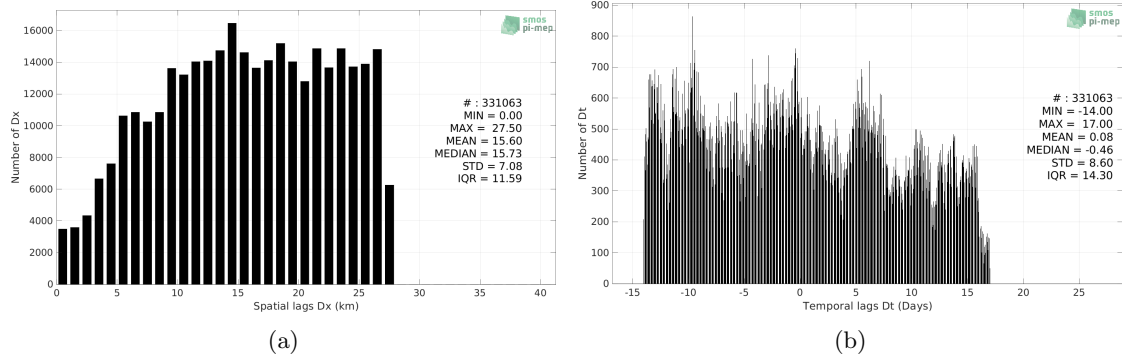 16000
14000
12000
10000
8000
6000
4000
2000
0
Number of Dx
0 5 10 15 20 25 30 35 40
Spatial lags Dx (km)
smos
pi-mep
# : 331063
MIN = 0.00
MAX = 27.50
MEAN = 15.60
MEDIAN = 15.73
STD = 7.08
IQR = 11.59
(a)
900
800
700
600
500
400
300
200
100
0
Number of Dt
-15 -10 -5 0 5 10 15 20 25
Temporal lags Dt (Days)
smos
pi-mep
# : 331063
MIN = -14.00
MAX = 17.00
MEAN = 0.08
MEDIAN = -0.46
STD = 8.60
IQR = 14.30
(b)